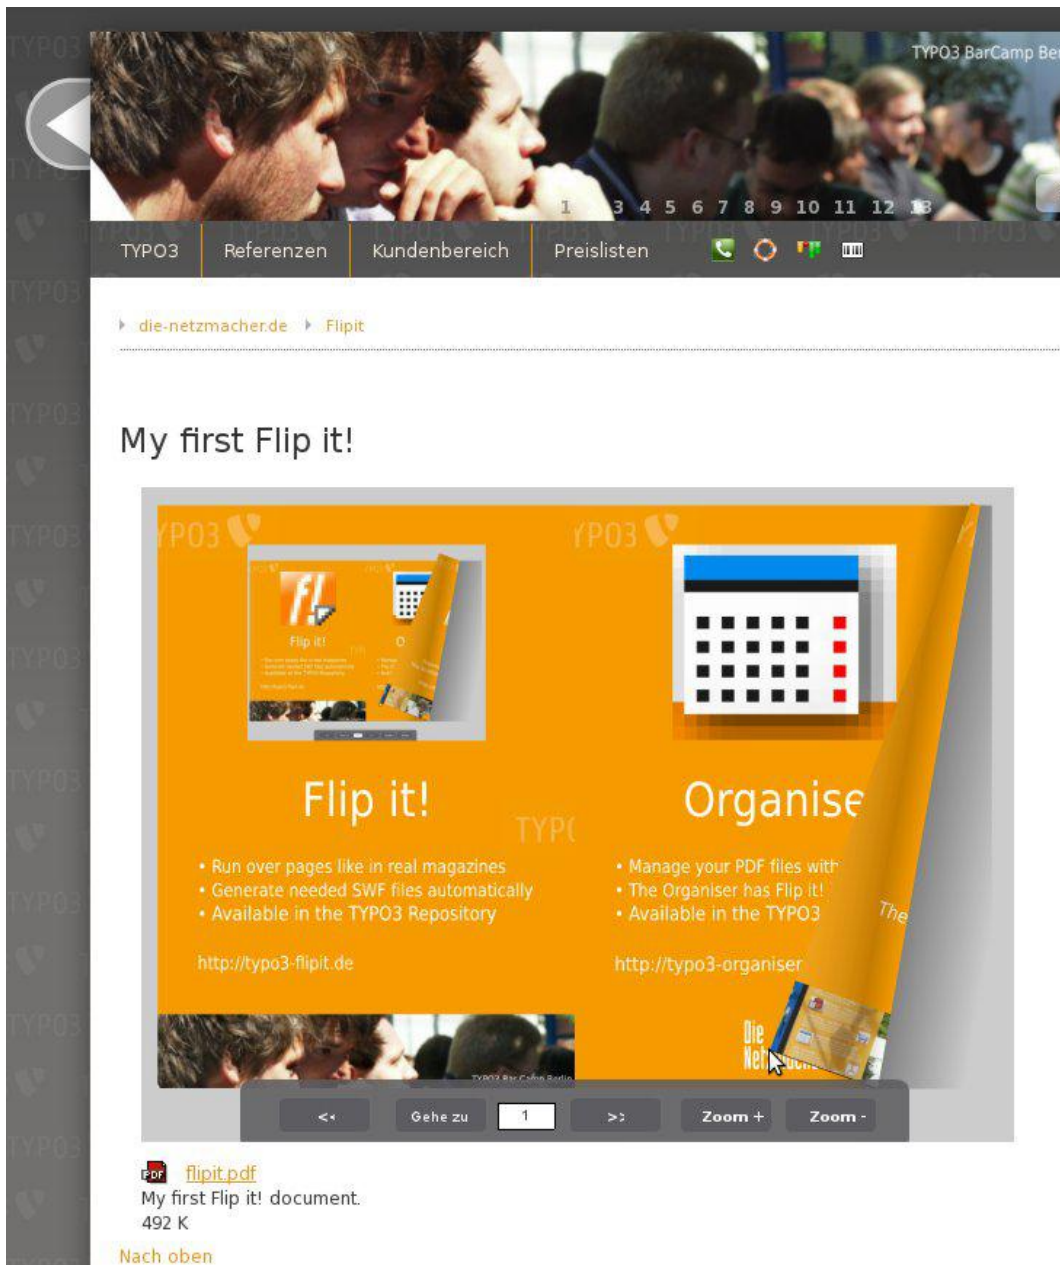 TYPO3 BarCamp Ber
1 3 4 5 6 7 8 9 10 11 12 13
TYPO3 Referenzen Kundenbereich Preislisten
die-netzmacher.de Flipit
My first Flip it!
TYPO3
TYPO3
Flip it!
Flip it!
Organise
• Run over pages like in real magazines
• Generate needed SWF files automatically
• Available in the TYPO3 Repository
http://typo3-flipit.de
• Manage your PDF files with
• The Organiser has Flip it!
• Available in the TYPO3
http://typo3-organiser
The
Die
<< Gehe zu 1 >> Zoom + Zoom -
PDF flipit.pdf
My first Flip it! document.
492 K
Nach oben